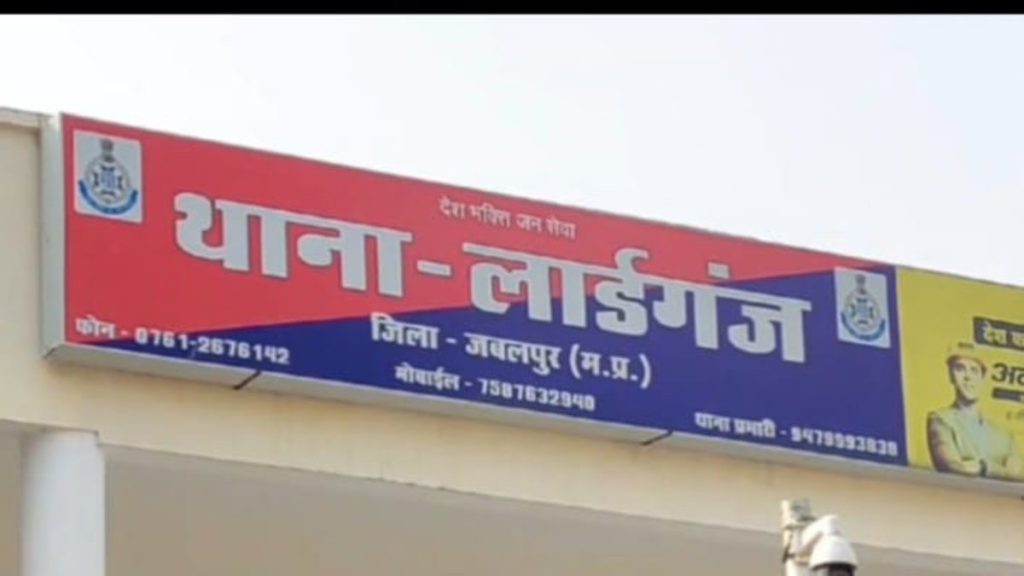 देश भक्ति जन सेवा
थाना - लार्डगंज
जिला - जबलपुर (म.प्र.)
फोन - 0761-2676142
मोबाईल - 7587632940
थाना प्रभारी - 9479993838
देश